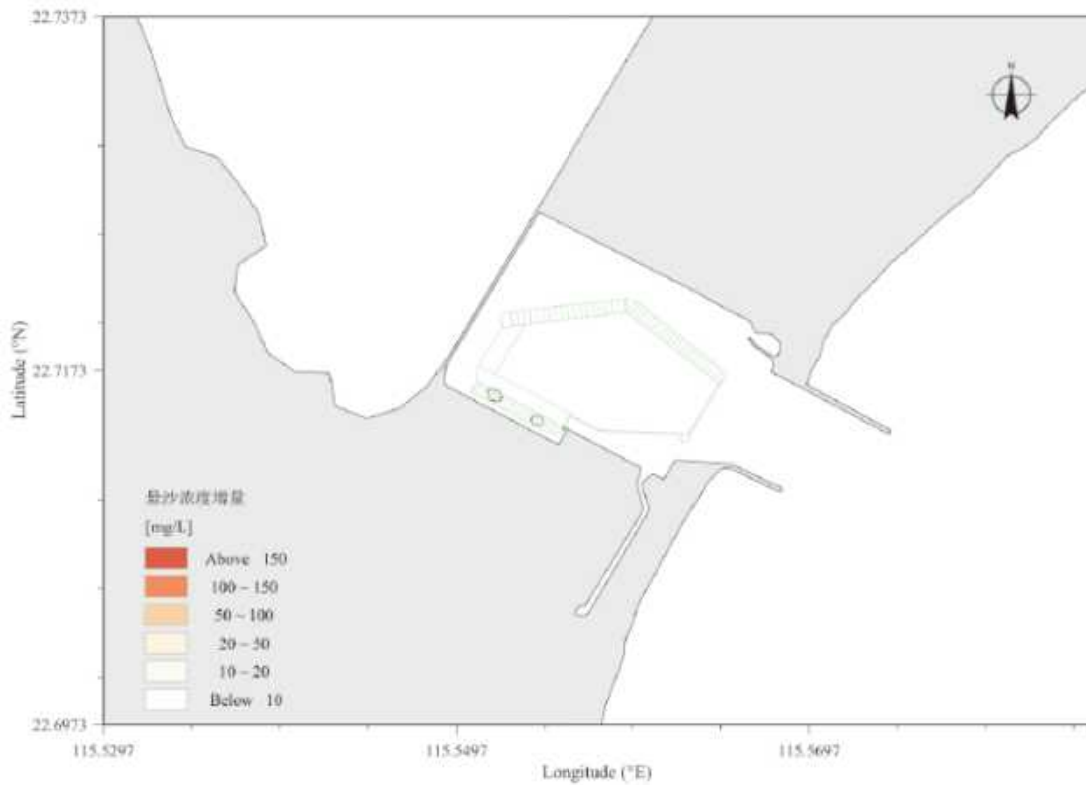 22.7373
N
22.7173
Latitude (°N)
悬沙浓度增量
[mg/L]
Above 150
100 ~ 150
50 ~ 100
20 ~ 50
10 ~ 20
Below 10
22.6973
115.5297
115.5497
115.5697
Longitude (°E)